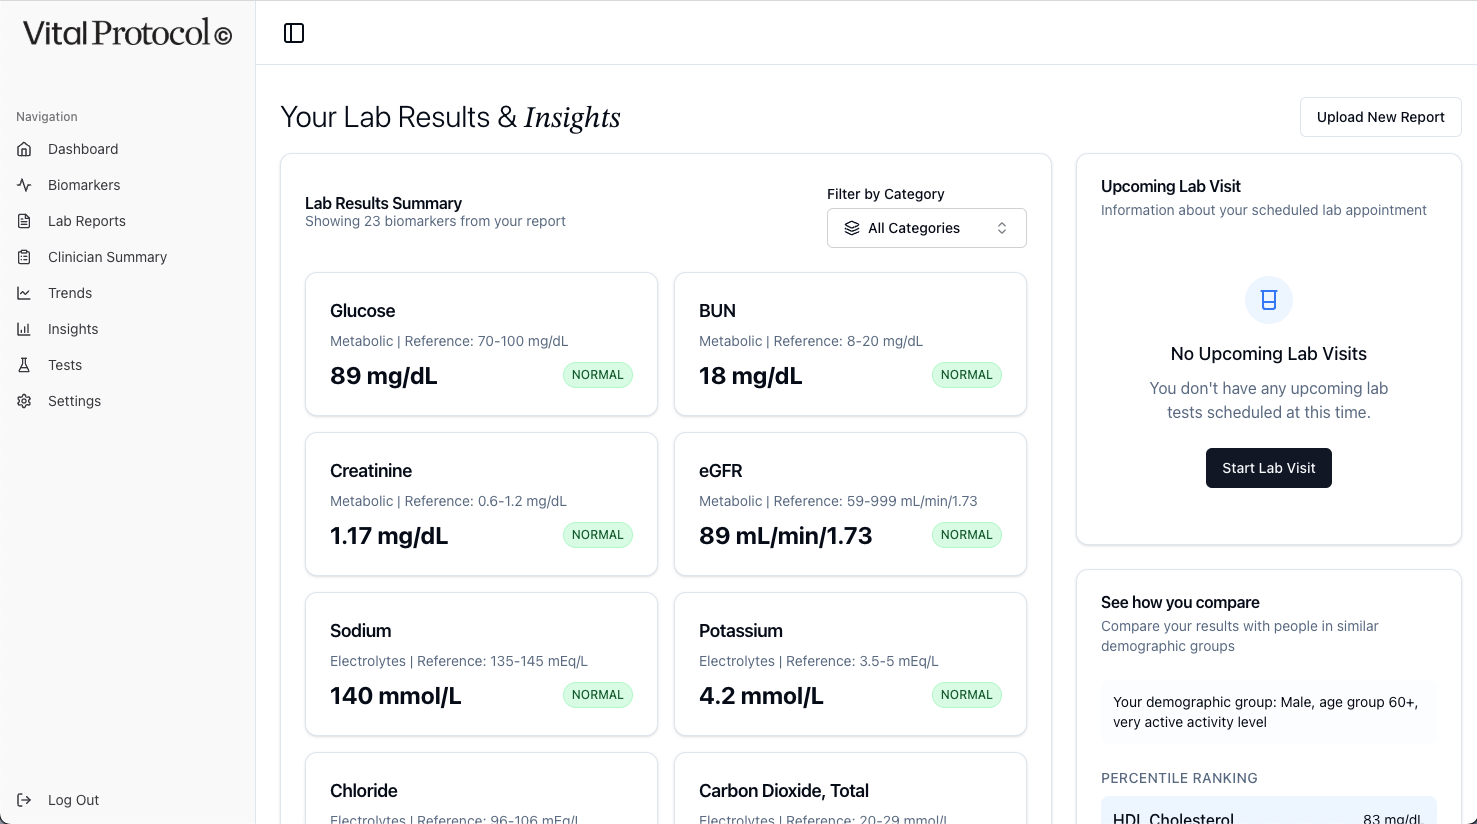 Vital Protocol ©
Navigation
Dashboard
Biomarkers
Lab Reports
Clinician Summary
Trends
Insights
Tests
Settings
Log Out
Your Lab Results & Insights
Upload New Report
Lab Results Summary
Showing 23 biomarkers from your report
Filter by Category
All Categories
Glucose
Metabolic | Reference: 70-100 mg/dL
89 mg/dL
NORMAL
BUN
Metabolic | Reference: 8-20 mg/dL
18 mg/dL
NORMAL
Creatinine
Metabolic | Reference: 0.6-1.2 mg/dL
1.17 mg/dL
NORMAL
eGFR
Metabolic | Reference: 59-999 mL/min/1.73
89 mL/min/1.73
NORMAL
Sodium
Electrolytes | Reference: 135-145 mEq/L
140 mmol/L
NORMAL
Potassium
Electrolytes | Reference: 3.5-5 mEq/L
4.2 mmol/L
NORMAL
Chloride
Electrolytes | Reference: 96-106 mEq/L
Carbon Dioxide, Total
Electrolytes | Reference: 20-29 mmol/L
Upcoming Lab Visit
Information about your scheduled lab appointment
No Upcoming Lab Visits
You don't have any upcoming lab
tests scheduled at this time.
Start Lab Visit
See how you compare
Compare your results with people in similar
demographic groups
Your demographic group: Male, age group 60+,
very active activity level
PERCENTILE RANKING
HDL Cholesterol
83 mg/dL